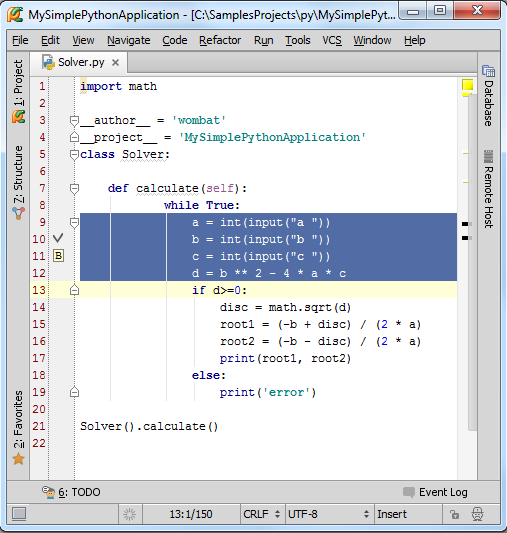 MySimplePythonApplication - [C:\SamplesProjects\py\MySimplePyt
File Edit View Navigate Code Refactor Run Tools VCS Window Help
Solver.py
1: Project
7: Structure
2: Favorites
1 import math
2
3 __author__ = 'wombat'
4 __project__ = 'MySimplePythonApplication'
5 class Solver:
6
7 def calculate(self):
8 while True:
9 a = int(input("a "))
10 b = int(input("b "))
11 B c = int(input("c "))
12 d = b ** 2 - 4 * a * c
13 if d>=0:
14 disc = math.sqrt(d)
15 root1 = (-b + disc) / (2 * a)
16 root2 = (-b - disc) / (2 * a)
17 print(root1, root2)
18 else:
19 print('error')
20
21 Solver().calculate()
22
Database
Remote Host
6: TODO Event Log
13:1/150 CRLF UTF-8 Insert